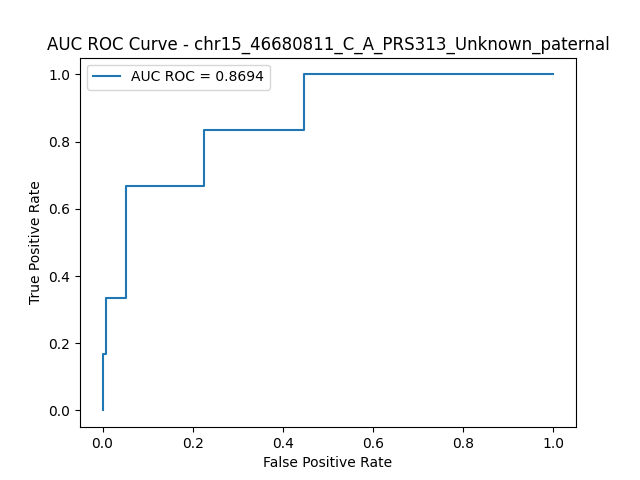 AUC ROC Curve - chr15_46680811_C_A_PRS313_Unknown_paternal
AUC ROC = 0.8694
1.0
0.8
0.6
0.4
0.2
0.0
True Positive Rate
0.0 0.2 0.4 0.6 0.8 1.0
False Positive Rate